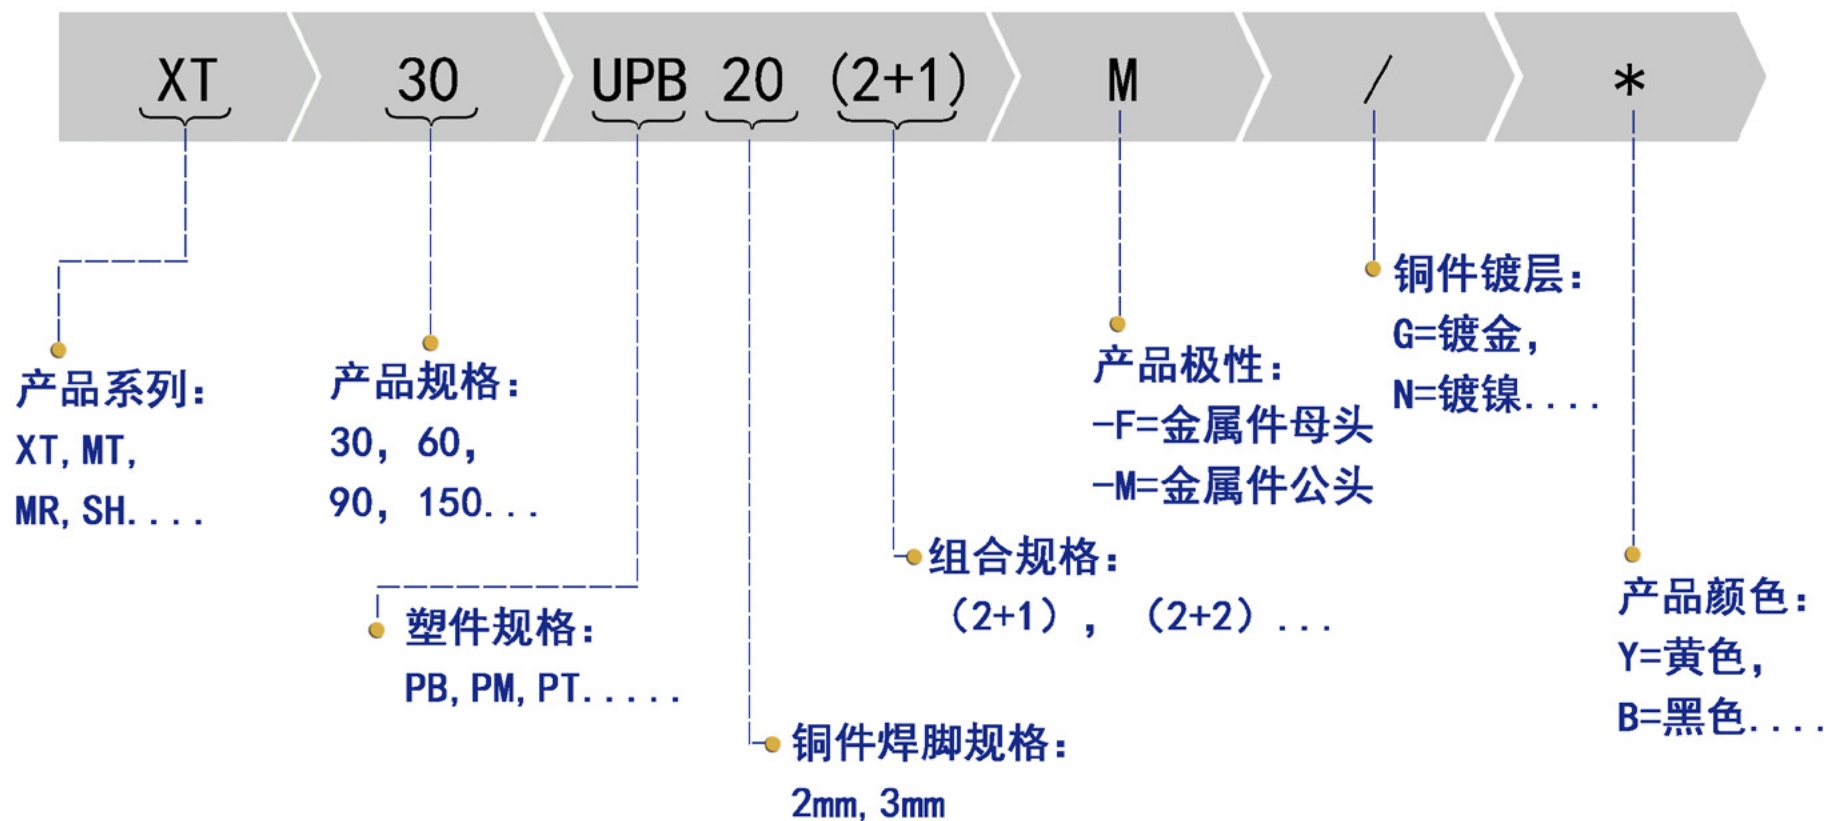 XT 30 UPB 20 (2+1) M / *
产品系列：
XT, MT,
MR, SH....
产品规格：
30, 60,
90, 150...
塑件规格：
PB, PM, PT.....
铜件焊脚规格：
2mm, 3mm
组合规格：
(2+1), (2+2)...
产品极性：
-F=金属件母头
-M=金属件公头
铜件镀层：
G=镀金,
N=镀镍....
产品颜色：
Y=黄色,
B=黑色....